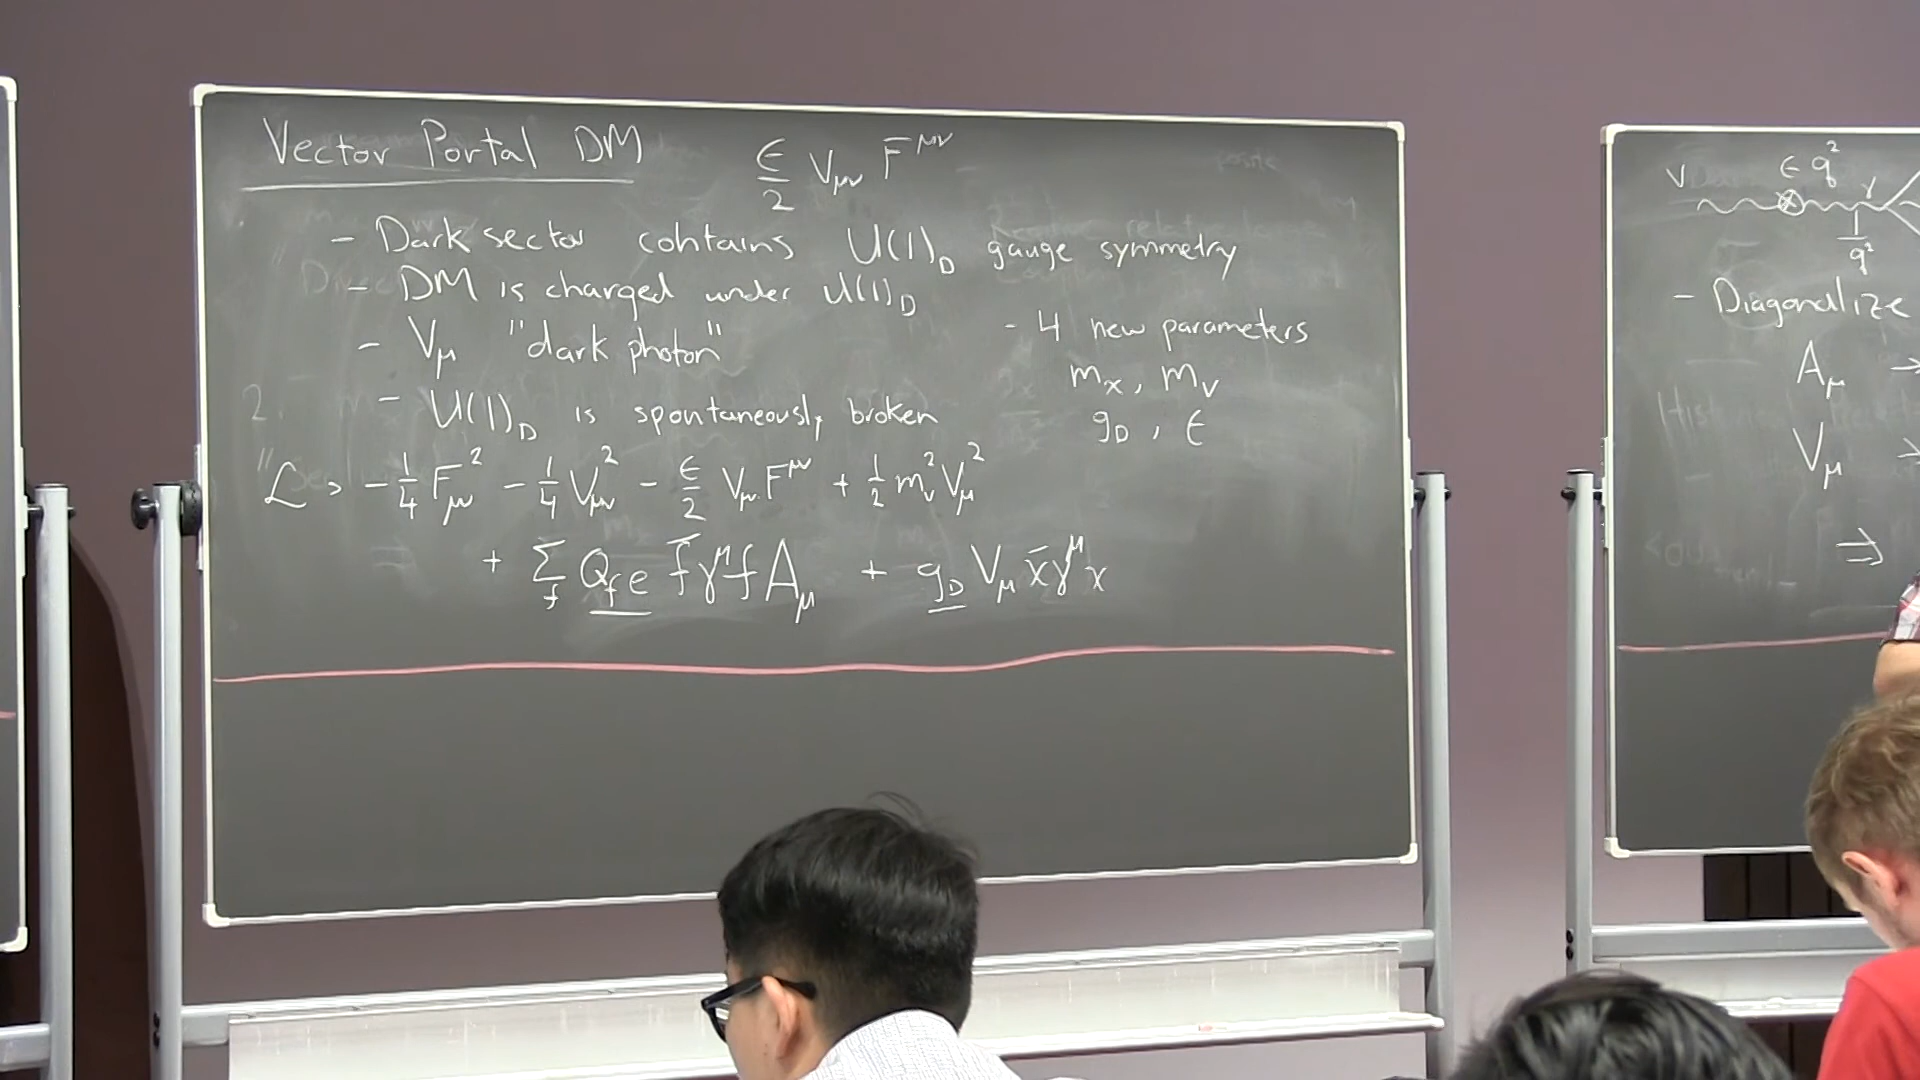 Vector Portal DM ϵ/2 V_μν F^μν
- Dark sector contains U(1)_D gauge symmetry
- DM is charged under U(1)_D
- V_μ "dark photon"
- U(1)_D is spontaneously broken
- 4 new parameters
m_χ, m_V
g_D, ϵ
ℒ ⊃ -1/4 F_μν^2 - 1/4 V_μν^2 - ϵ/2 V_μν F^μν + 1/2 m_V^2 V_μ^2
+ Σ_f Q_f e f̄ γ^μ f A_μ + g_D V_μ χ̄ γ^μ χ
V ϵ q^2 γ
1/q^2
- Diagonalize
A_μ →
V_μ →
⇒